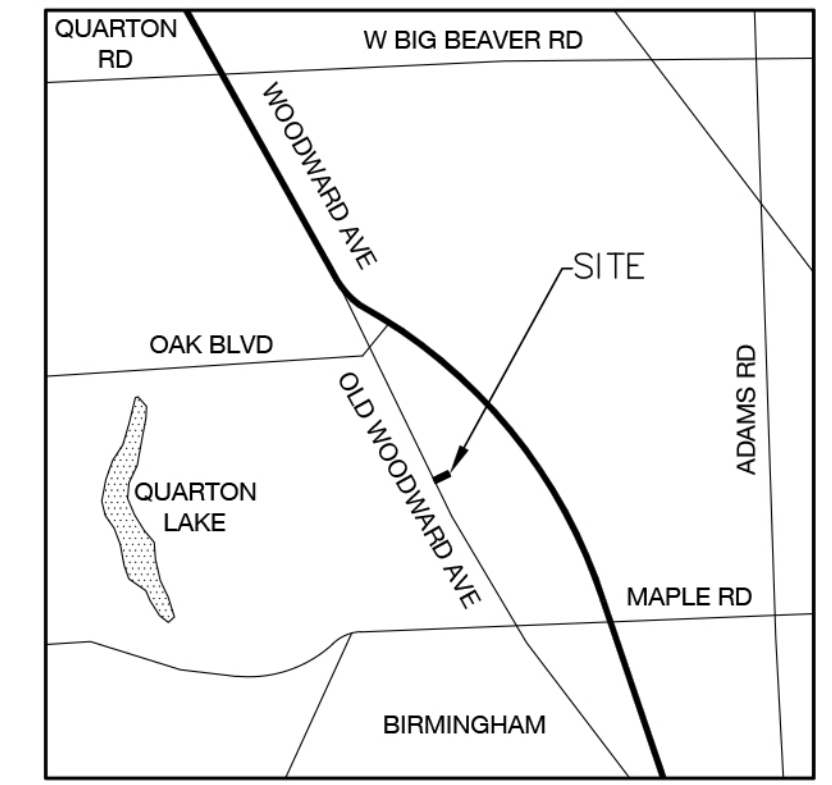 QUARTON
RD
W BIG BEAVER RD
WOODWARD AVE
SITE
OAK BLVD
ADAMS RD
OLD WOODWARD AVE
QUARTON
LAKE
MAPLE RD
BIRMINGHAM